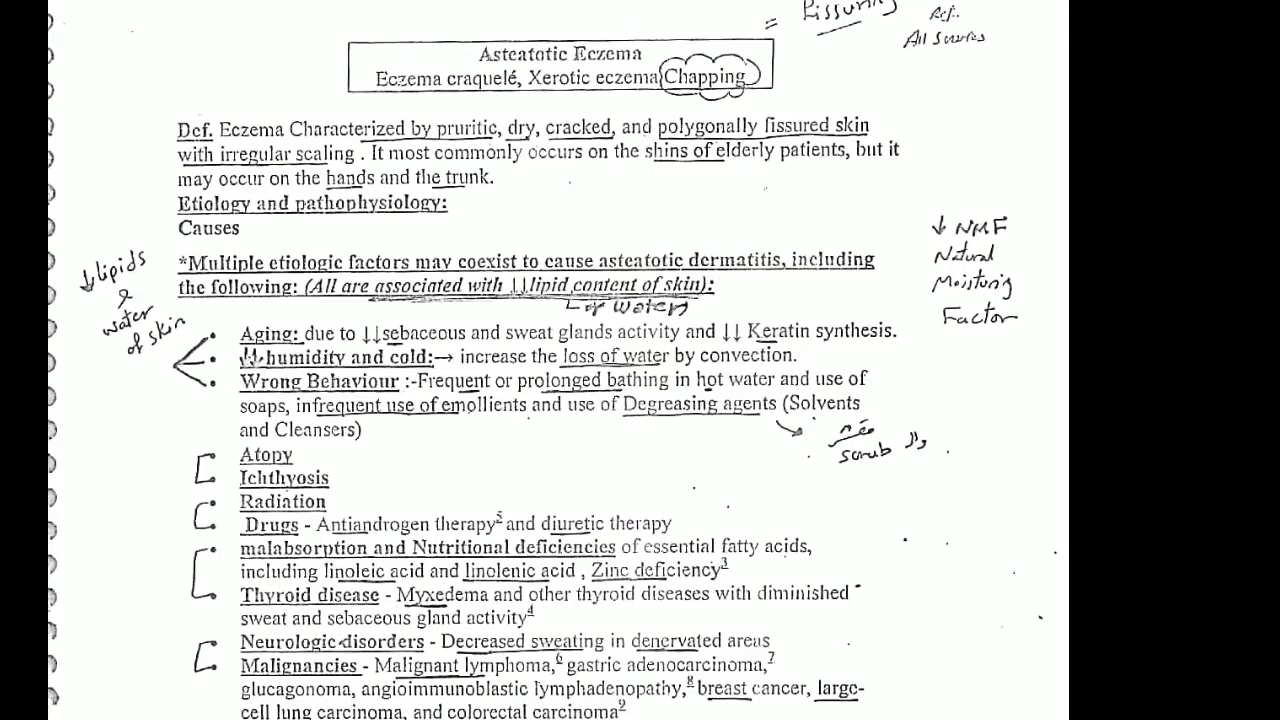 = Fissuring
Ref.
All Sources
Asteatotic Eczema
Eczema craquelé, Xerotic eczema Chapping
Def. Eczema Characterized by pruritic, dry, cracked, and polygonally fissured skin
with irregular scaling . It most commonly occurs on the shins of elderly patients, but it
may occur on the hands and the trunk.
Etiology and pathophysiology:
Causes
*Multiple etiologic factors may coexist to cause asteatotic dermatitis, including
the following: (All are associated with ↓↓lipid content of skin):
or water
↓ lipids
&
water
of skin
↓ NMF
Natural
Moisturing
Factor
• Aging: due to ↓↓sebaceous and sweat glands activity and ↓↓ Keratin synthesis.
• ↓↓ humidity and cold:→ increase the loss of water by convection.
• Wrong Behaviour :-Frequent or prolonged bathing in hot water and use of
soaps, infrequent use of emollients and use of Degreasing agents (Solvents
and Cleansers)
scrub ال
• Atopy
• Ichthyosis
• Radiation
• Drugs - Antiandrogen therapy² and diuretic therapy
• malabsorption and Nutritional deficiencies of essential fatty acids,
including linoleic acid and linolenic acid , Zinc deficiency³
• Thyroid disease - Myxedema and other thyroid diseases with diminished
sweat and sebaceous gland activity⁴
• Neurologic disorders - Decreased sweating in denervated areas
• Malignancies - Malignant lymphoma,⁶ gastric adenocarcinoma,⁷
glucagonoma, angioimmunoblastic lymphadenopathy,⁸ breast cancer, large-
cell lung carcinoma, and colorectal carcinoma⁹